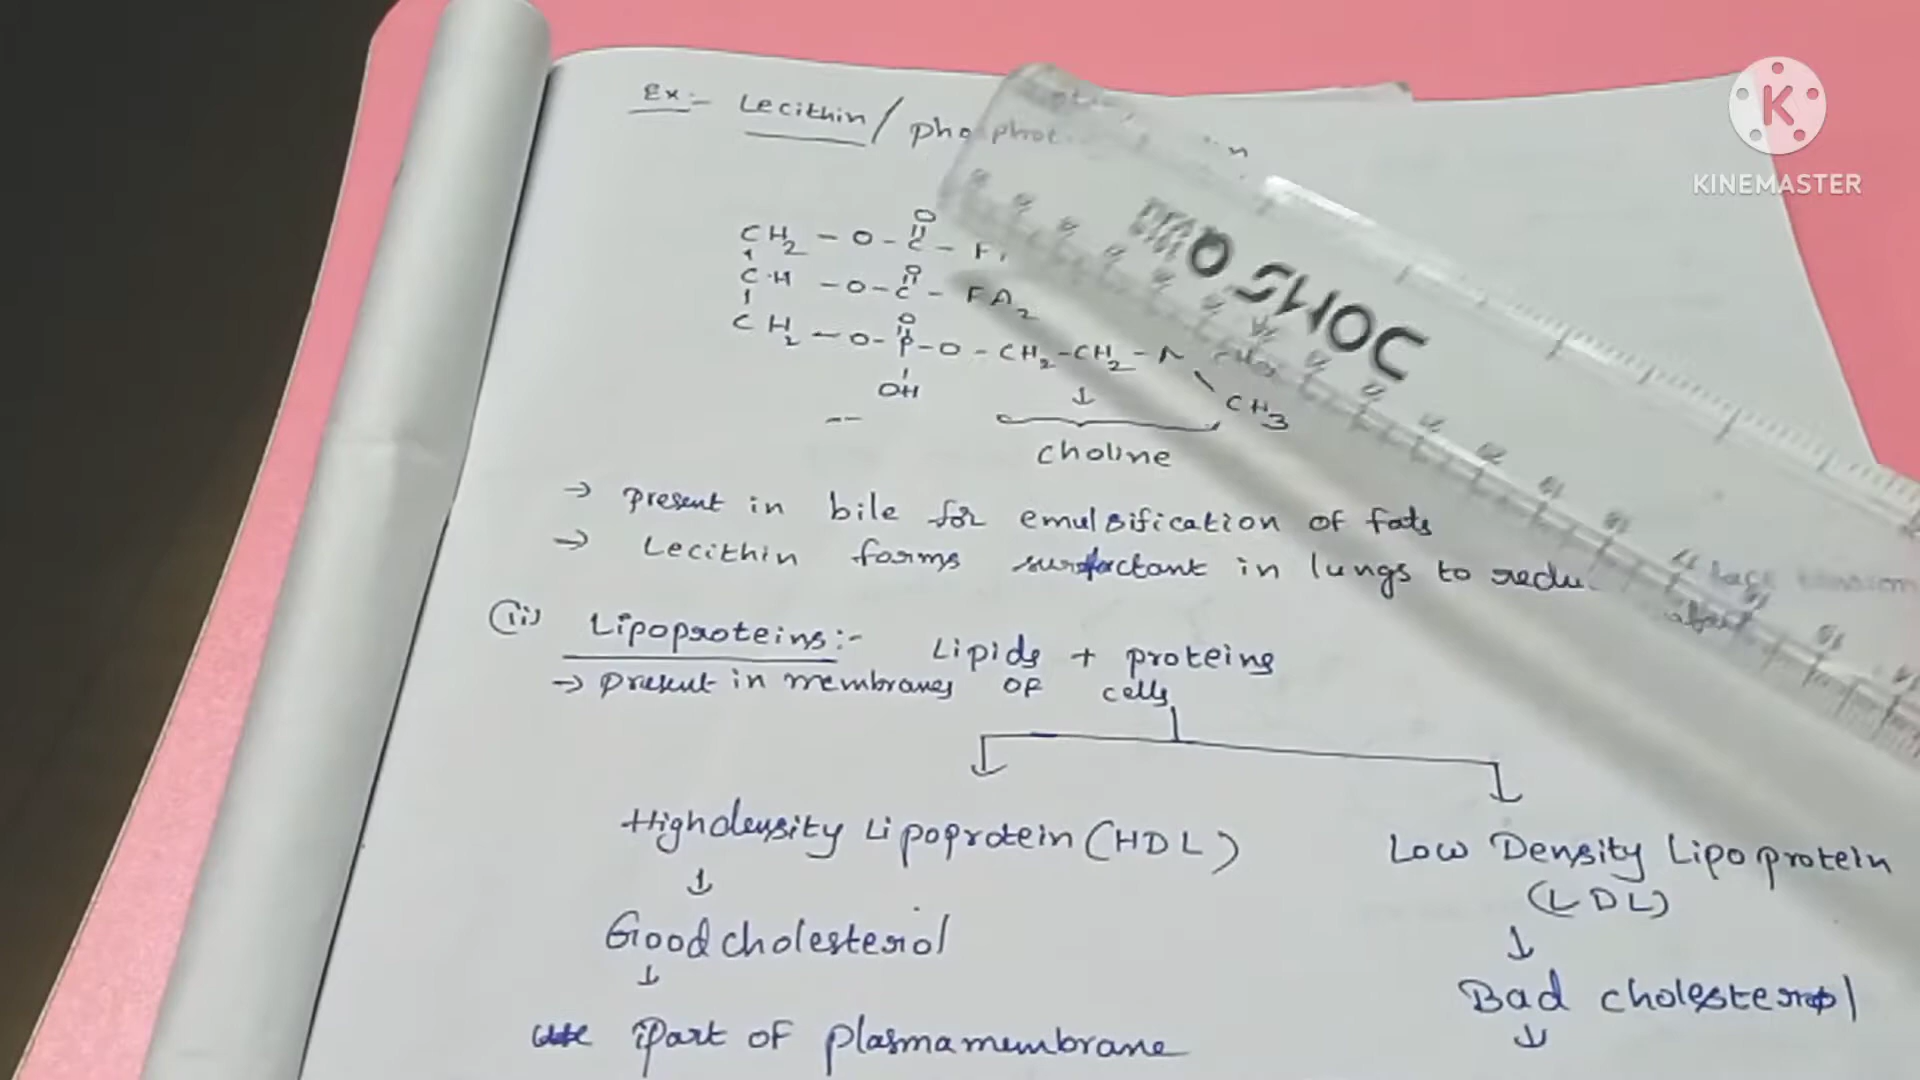 Ex:- Lecithin/
KINEMASTER
CH2 - O - C - F
O
CH - O - C - FA2
O
CH2 - O - P - O - CH2 - CH2 - N
O
OH
CH3
choline
DOMS
→ present in bile for emulsification of fats
→ Lecithin forms surfactant in lungs to redu
(ii) Lipoproteins:- Lipids + proteins
→ present in membranes OF cells
High density Lipoprotein (HDL)
Low Density Lipoprotein
(LDL)
↓
Good cholesterol
↓
Bad cholesterol
↓
Part of plasmamembrane